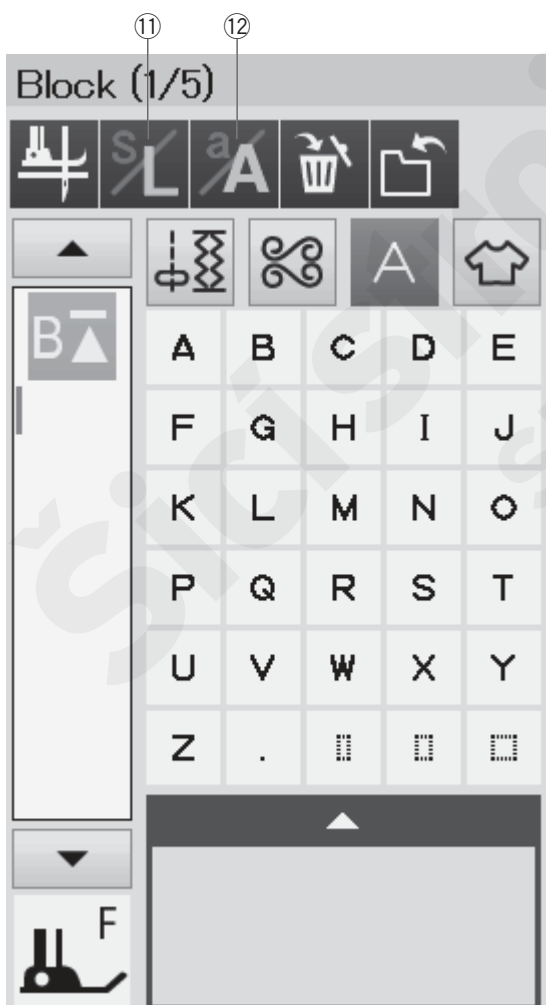 ⑪ ⑫
Block (1/5)
S/L a/A
A
B
A B C D E
F G H I J
K L M N O
P Q R S T
U V W X Y
Z .
F